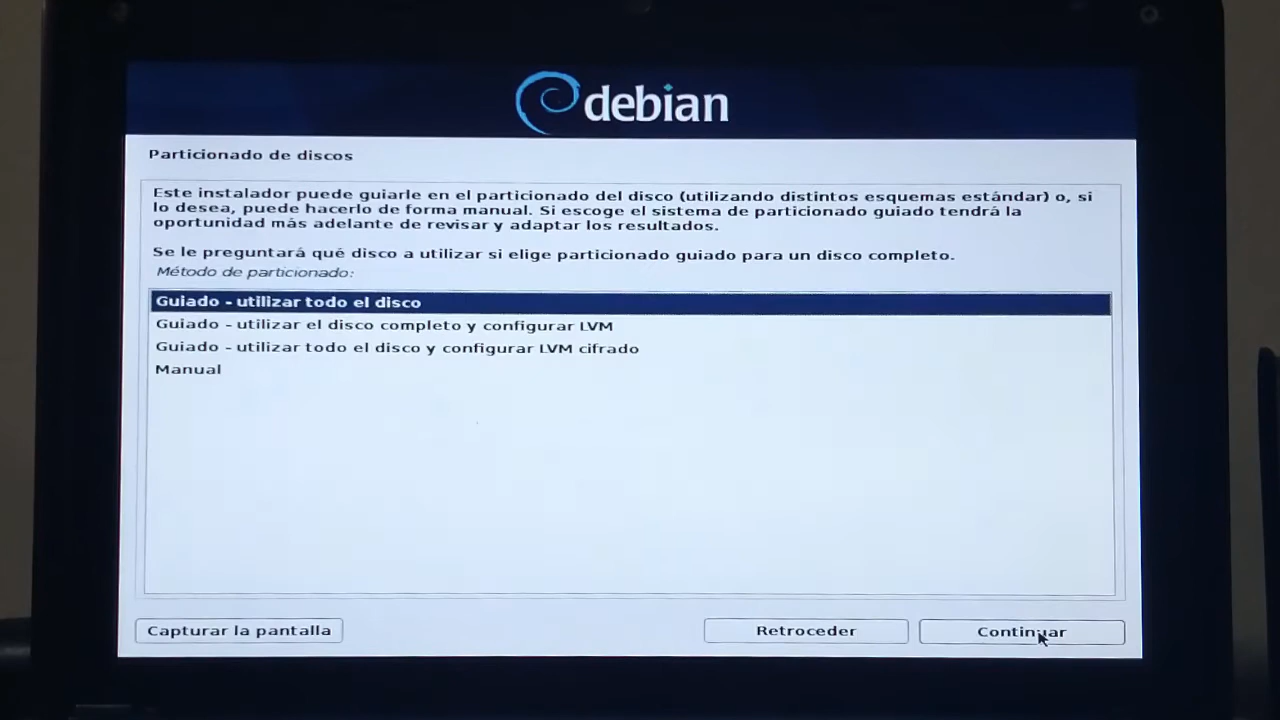 debian
Particionado de discos
Este instalador puede guiarle en el particionado del disco (utilizando distintos esquemas estándar) o, si
lo desea, puede hacerlo de forma manual. Si escoge el sistema de particionado guiado tendrá la
oportunidad más adelante de revisar y adaptar los resultados.
Se le preguntará qué disco a utilizar si elige particionado guiado para un disco completo.
Método de particionado:
Guiado - utilizar todo el disco
Guiado - utilizar el disco completo y configurar LVM
Guiado - utilizar todo el disco y configurar LVM cifrado
Manual
Capturar la pantalla
Retroceder
Continuar